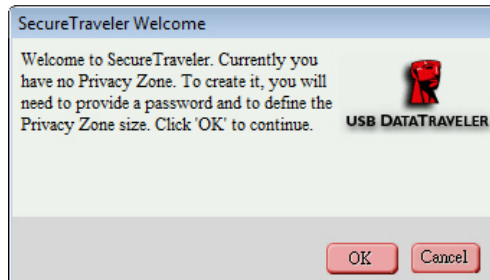 SecureTraveler Welcome
Welcome to SecureTraveler. Currently you
have no Privacy Zone. To create it, you will
need to provide a password and to define the
Privacy Zone size. Click 'OK' to continue.
USB DATATRAVELER
OK
Cancel